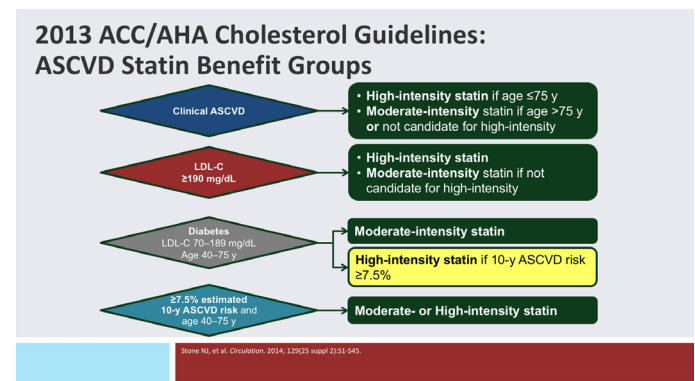 2013 ACC/AHA Cholesterol Guidelines:
ASCVD Statin Benefit Groups
Clinical ASCVD
• High-intensity statin if age ≤75 y
• Moderate-intensity statin if age >75 y
or not candidate for high-intensity
LDL-C
≥190 mg/dL
• High-intensity statin
• Moderate-intensity statin if not
candidate for high-intensity
Diabetes
LDL-C 70–189 mg/dL
Age 40–75 y
Moderate-intensity statin
High-intensity statin if 10-y ASCVD risk
≥7.5%
≥7.5% estimated
10-y ASCVD risk and
age 40–75 y
Moderate- or High-intensity statin
Stone NJ, et al. Circulation. 2014; 129(25 suppl 2):S1-S45.